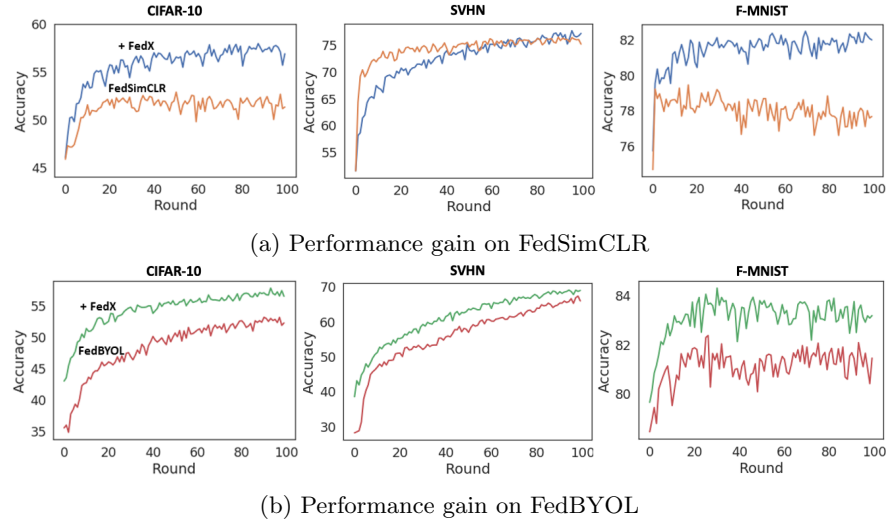 CIFAR-10
SVHN
F-MNIST
60
55
50
45
Accuracy
+ FedX
FedSimCLR
0
20
40
60
80
100
Round
75
70
65
60
55
Accuracy
0
20
40
60
80
100
Round
82
80
78
76
Accuracy
0
20
40
60
80
100
Round
(a) Performance gain on FedSimCLR
CIFAR-10
SVHN
F-MNIST
55
50
45
40
35
Accuracy
+ FedX
FedBYOL
0
20
40
60
80
100
Round
70
60
50
40
30
Accuracy
0
20
40
60
80
100
Round
84
82
80
Accuracy
0
20
40
60
80
100
Round
(b) Performance gain on FedBYOL